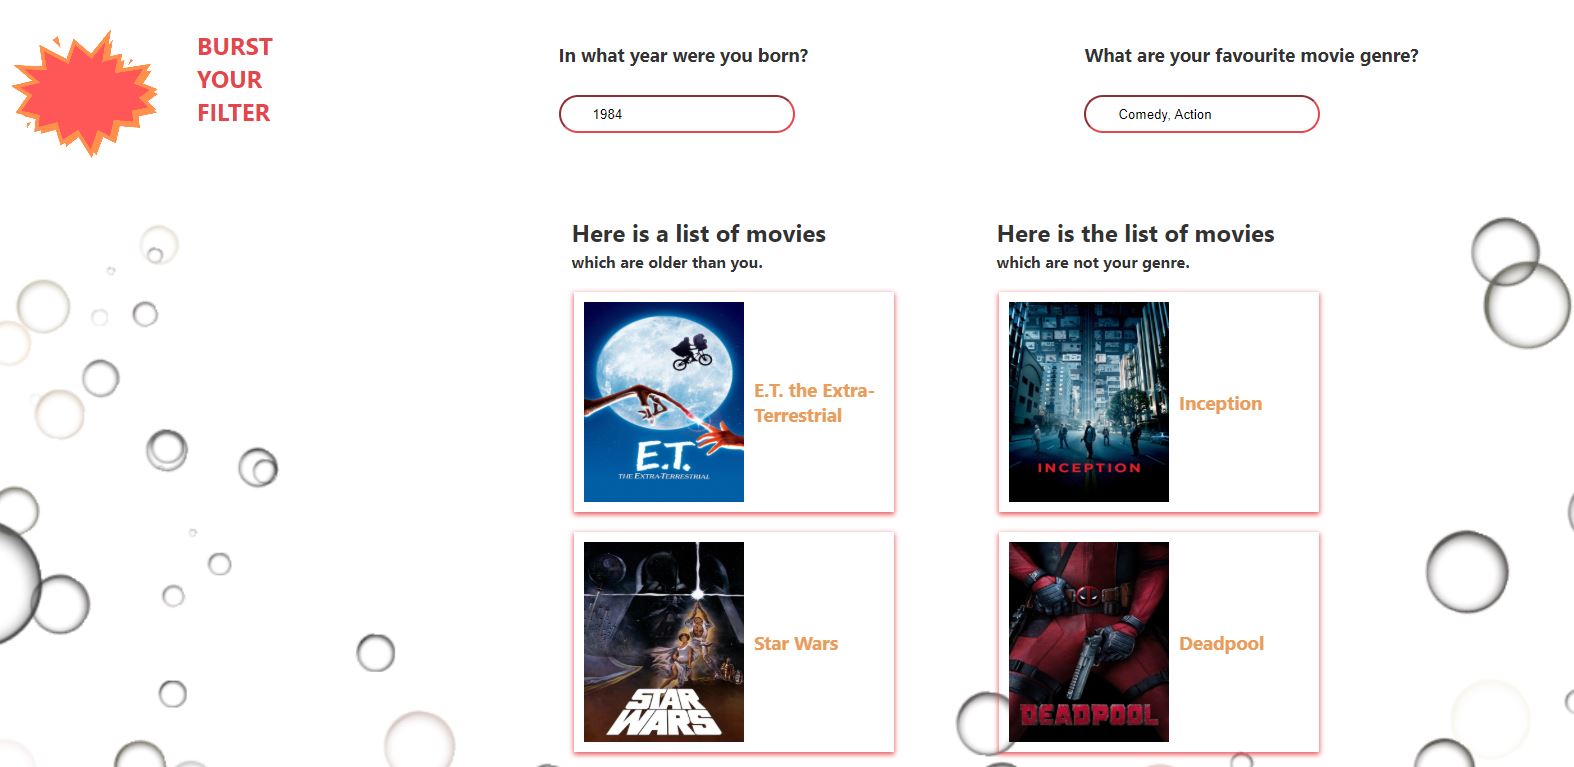 BURST
YOUR
FILTER
In what year were you born?
1984
What are your favourite movie genre?
Comedy, Action
Here is a list of movies
which are older than you.
E.T.
THE EXTRA-TERRESTRIAL
E.T. the Extra-
Terrestrial
STAR
WARS
Star Wars
Here is the list of movies
which are not your genre.
INCEPTION
Inception
DEADPOOL
Deadpool